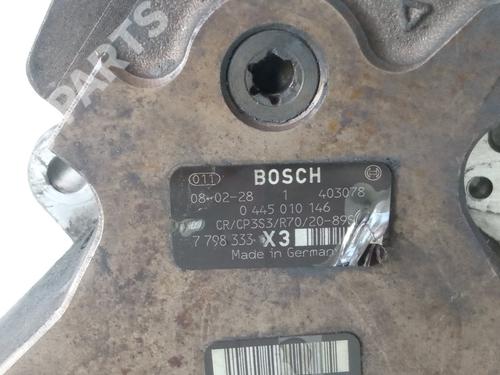 PARTS
011 BOSCH
08-02-28 1 403078
0 445 010 146
CR/CP3S3/R70/20-89S
7 798 333 X3
Made in German